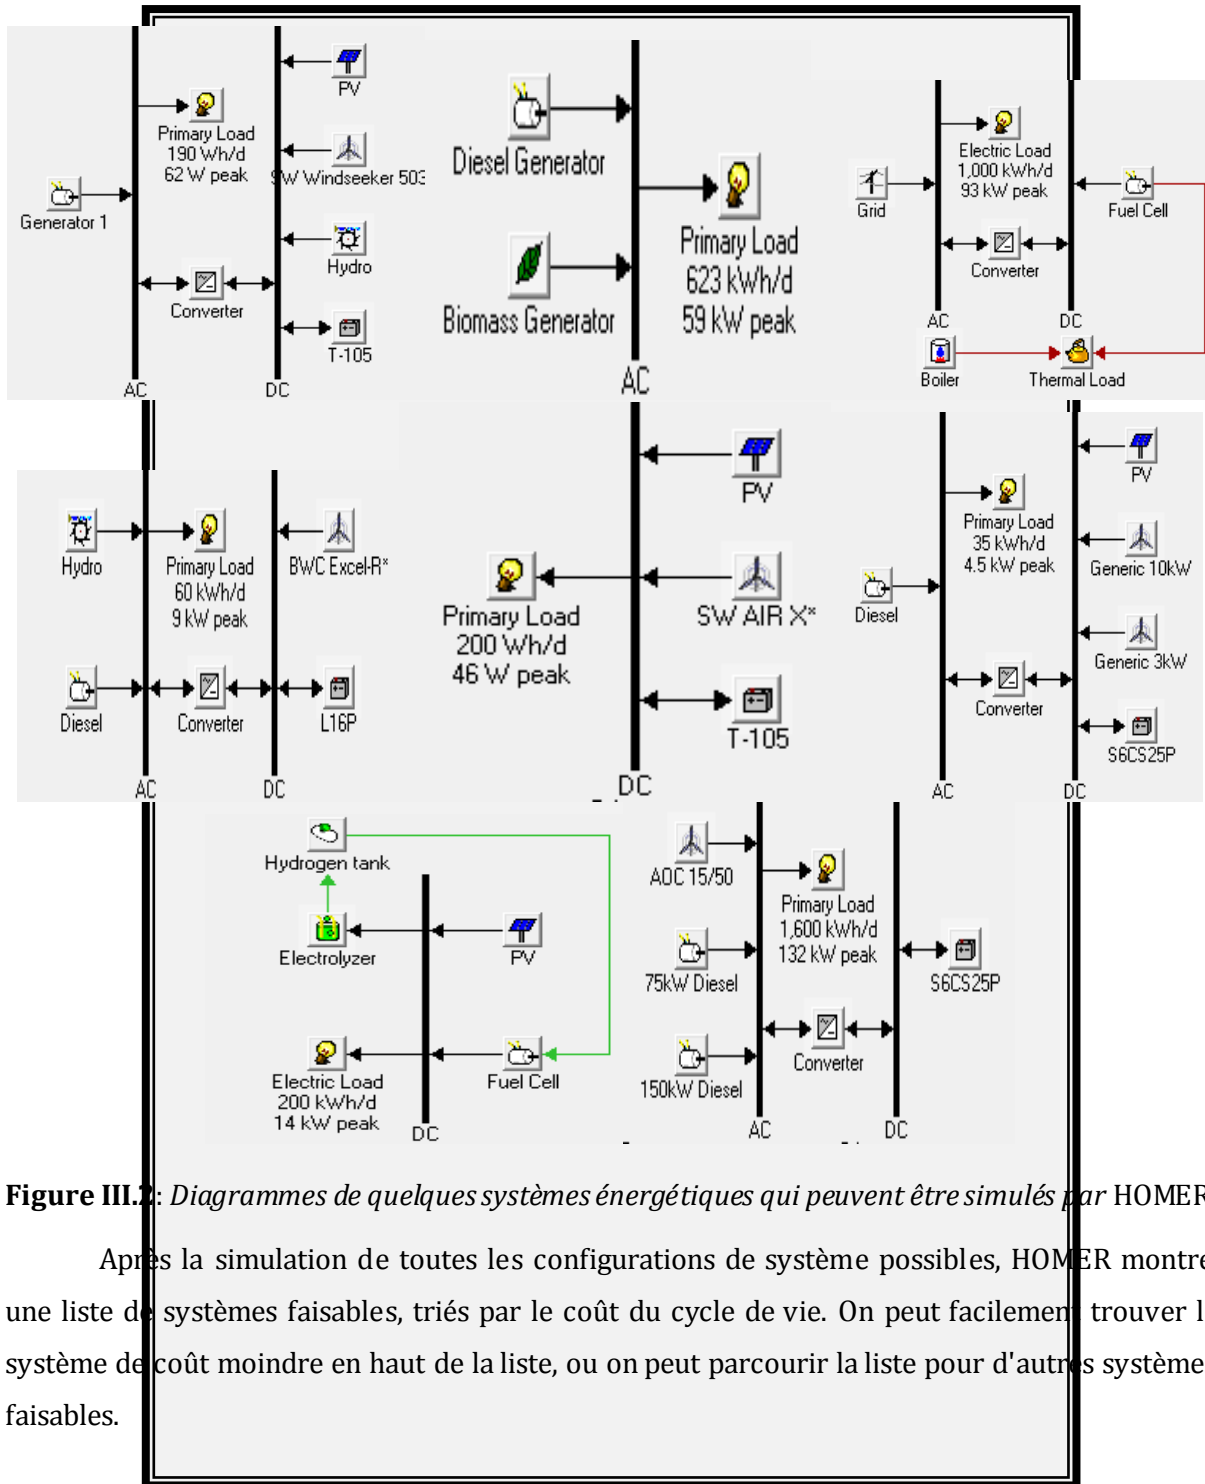 PV
Primary Load
190 Wh/d
62 W peak
SW Windseeker 503
Generator 1
Hydro
Converter
T-105
AC
DC
Diesel Generator
Biomass Generator
Primary Load
623 kWh/d
59 kW peak
AC
Electric Load
1,000 kWh/d
93 kW peak
Grid
Fuel Cell
Converter
AC
DC
Boiler
Thermal Load
Hydro
Primary Load
60 kWh/d
9 kW peak
BWC Excel-R*
Diesel
Converter
L16P
AC
DC
PV
Primary Load
200 Wh/d
46 W peak
SW AIR X*
T-105
DC
PV
Primary Load
35 kWh/d
4.5 kW peak
Generic 10kW
Diesel
Generic 3kW
Converter
S6CS25P
AC
DC
Hydrogen tank
Electrolyzer
PV
Electric Load
200 kWh/d
14 kW peak
Fuel Cell
DC
AOC 15/50
Primary Load
1,600 kWh/d
132 kW peak
75kW Diesel
S6CS25P
Converter
150kW Diesel
AC
DC
Figure III.2: Diagrammes de quelques systèmes énergétiques qui peuvent être simulés par HOMER
Après la simulation de toutes les configurations de système possibles, HOMER montre
une liste de systèmes faisables, triés par le coût du cycle de vie. On peut facilement trouver l
système de coût moindre en haut de la liste, ou on peut parcourir la liste pour d'autres système
faisables.